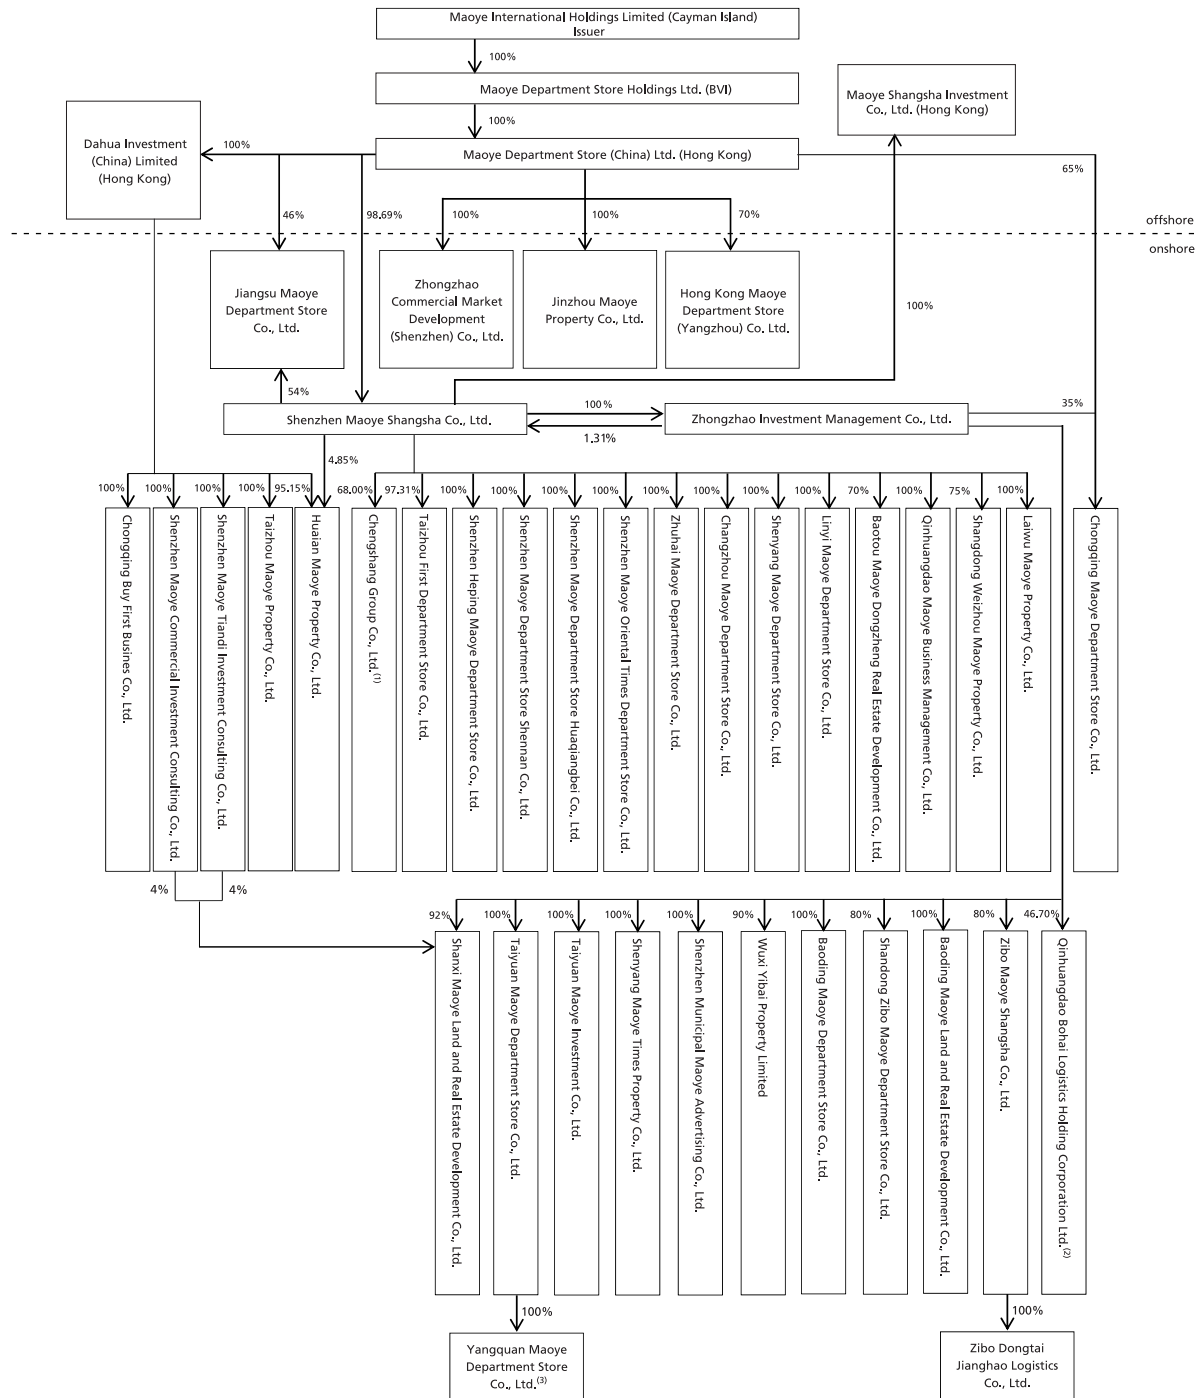 Maoye International Holdings Limited (Cayman Island)
Issuer
100%
Maoye Department Store Holdings Ltd. (BVI)
Maoye Shangsha Investment
Co., Ltd. (Hong Kong)
100%
Dahua Investment
(China) Limited
(Hong Kong)
100%
Maoye Department Store (China) Ltd. (Hong Kong)
65%
46%
98.69%
100%
100%
70%
offshore
onshore
Jiangsu Maoye
Department Store
Co., Ltd.
Zhongzhao
Commercial Market
Development
(Shenzhen) Co., Ltd.
Jinzhou Maoye
Property Co., Ltd.
Hong Kong Maoye
Department Store
(Yangzhou) Co. Ltd.
100%
54%
Shenzhen Maoye Shangsha Co., Ltd.
100%
1.31%
Zhongzhao Investment Management Co., Ltd.
35%
4.85%
100%
100%
100%
100%
95.15%
68.00%
97.31%
100%
100%
100%
100%
100%
100%
100%
100%
70%
100%
75%
100%
Chongqing Buy First Busines Co., Ltd.
Shenzhen Maoye Commercial Investment Consulting Co., Ltd.
Shenzhen Maoye Tiandi Investment Consulting Co., Ltd.
Taizhou Maoye Property Co., Ltd.
Huaian Maoye Property Co., Ltd.
Chengshang Group Co., Ltd.(1)
Taizhou First Department Store Co., Ltd.
Shenzhen Heping Maoye Department Store Co., Ltd.
Shenzhen Maoye Department Store Shennan Co., Ltd.
Shenzhen Maoye Department Store Huaqiangbei Co., Ltd.
Shenzhen Maoye Oriental Times Department Store Co., Ltd.
Zhuhai Maoye Department Store Co., Ltd.
Changzhou Maoye Department Store Co., Ltd.
Shenyang Maoye Department Store Co., Ltd.
Linyi Maoye Department Store Co., Ltd.
Baotou Maoye Dongzheng Real Estate Development Co., Ltd.
Qinhuangdao Maoye Business Management Co., Ltd.
Shangdong Weizhou Maoye Property Co., Ltd.
Laiwu Maoye Property Co., Ltd.
Chongqing Maoye Department Store Co., Ltd.
4%
4%
92%
100%
100%
100%
100%
90%
100%
80%
100%
80%
46.70%
Shanxi Maoye Land and Real Estate Development Co., Ltd.
Taiyuan Maoye Department Store Co., Ltd.
Taiyuan Maoye Investment Co., Ltd.
Shenyang Maoye Times Property Co., Ltd.
Shenzhen Municipal Maoye Advertising Co., Ltd.
Wuxi Yibai Property Limited
Baoding Maoye Department Store Co., Ltd.
Shandong Zibo Maoye Department Store Co., Ltd.
Baoding Maoye Land and Real Estate Development Co., Ltd.
Zibo Maoye Shangsha Co., Ltd.
Qinhuangdao Bohai Logistics Holding Corporation Ltd.(2)
100%
100%
Yangquan Maoye
Department Store
Co., Ltd.(3)
Zibo Dongtai
Jianghao Logistics
Co., Ltd.